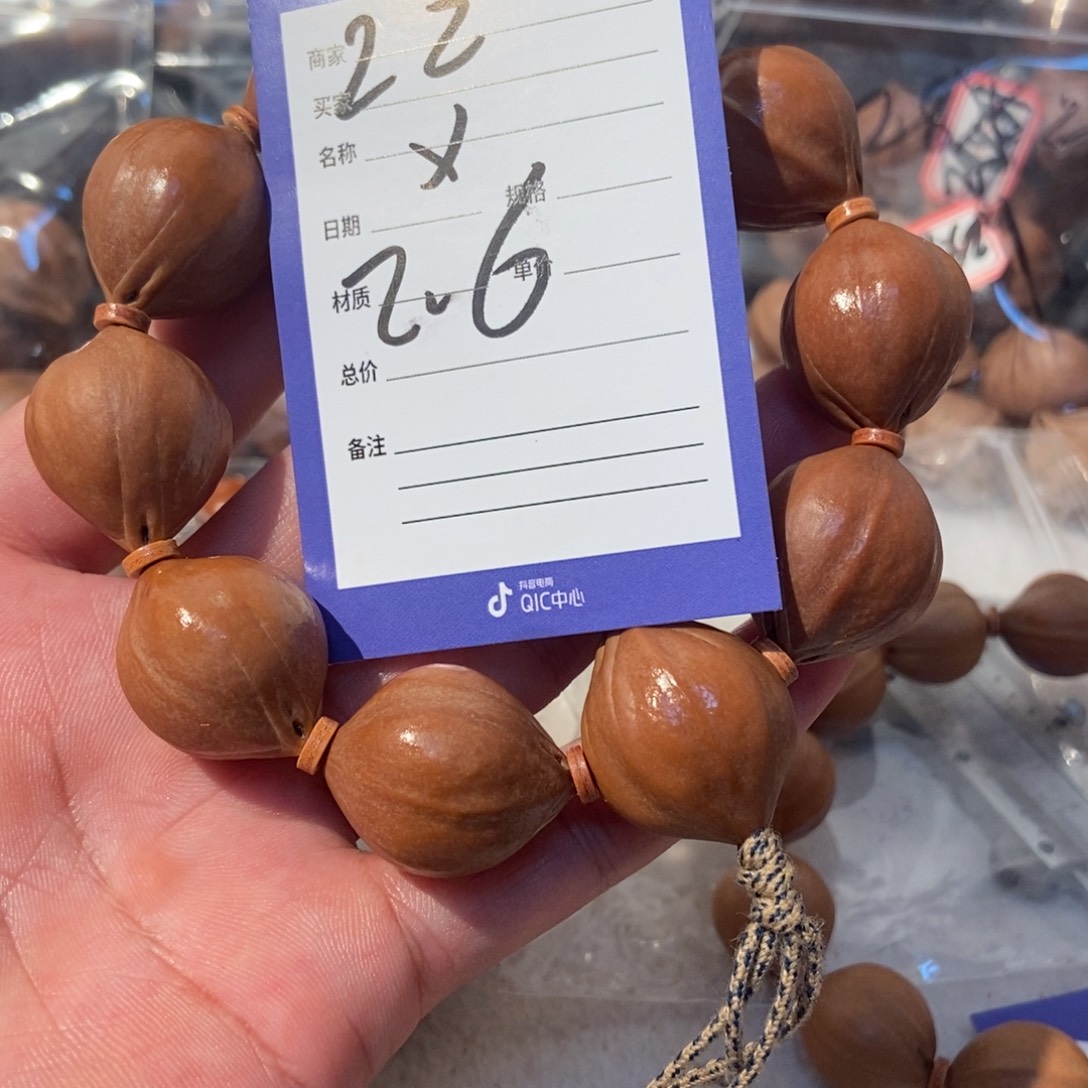 22
商家
买家
名称 x
日期 规格
材质 2.6 单价
总价
备注
抖音电商
QIC中心